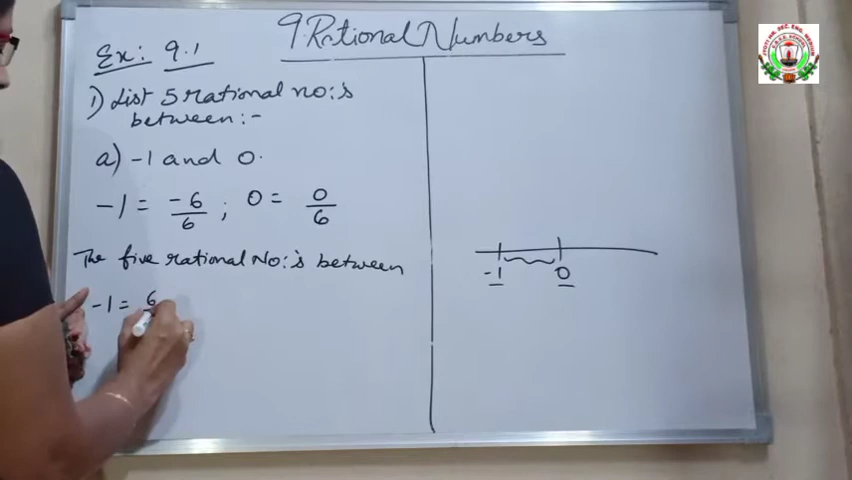 9. Rational Numbers
Ex: 9.1
1) List 5 rational no:s
between:-
a) -1 and 0.
-1 = -6/6 ; 0 = 0/6
The five rational No:s between
-1 = 6
-1 0